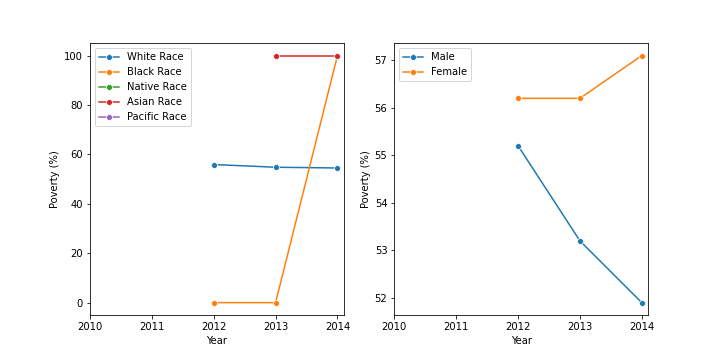 White Race
Black Race
Native Race
Asian Race
Pacific Race
100
80
60
40
20
0
Poverty (%)
2010 2011 2012 2013 2014
Year
Male
Female
57
56
55
54
53
52
Poverty (%)
2010 2011 2012 2013 2014
Year